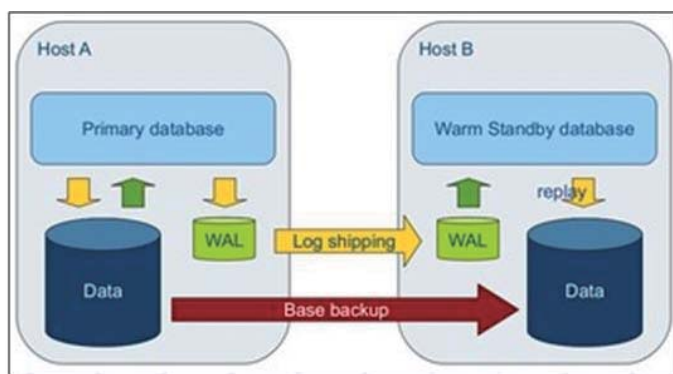 Host A
Host B
Primary database
Warm Standby database
replay
WAL
Log shipping
WAL
Data
Base backup
Data